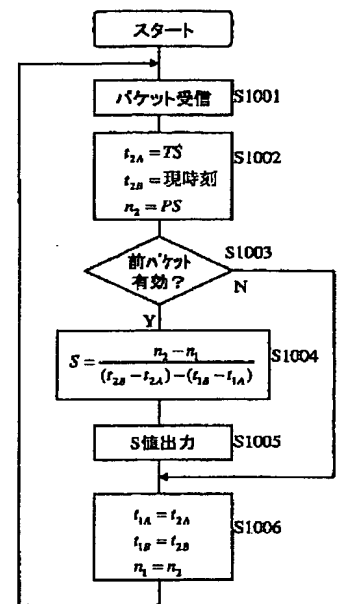 スタート
パケット受信 S1001
t2A = TS S1002
t2B = 現時刻
n2 = PS
前パケット S1003
有効？ N
Y
S = n2 − n1 / (t2B − t2A) − (t1B − t1A) S1004
S値出力 S1005
t1A = t2A S1006
t1B = t2B
n1 = n2